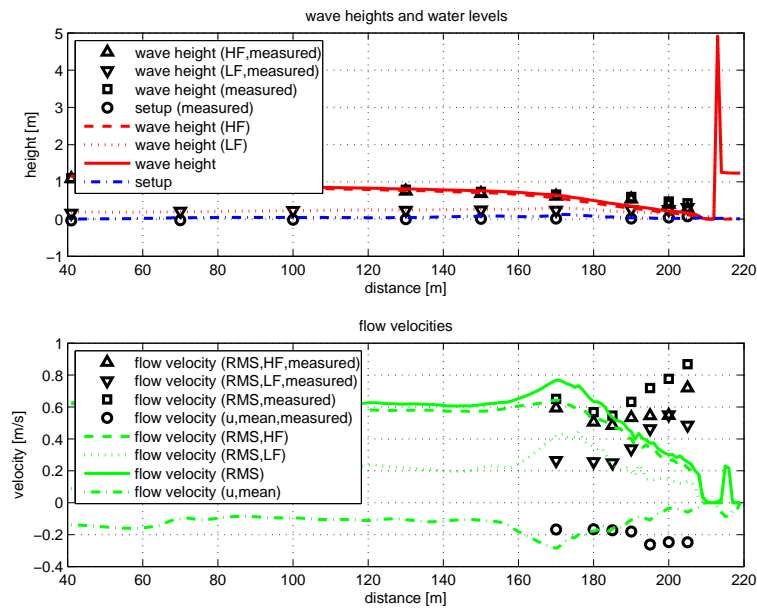 wave heights and water levels
5
4
3
2
1
0
−1
height [m]
wave height (HF,measured)
wave height (LF,measured)
wave height (measured)
setup (measured)
wave height (HF)
wave height (LF)
wave height
setup
40 60 80 100 120 140 160 180 200 220
distance [m]
flow velocities
1
0.8
0.6
0.4
0.2
0
−0.2
−0.4
velocity [m/s]
flow velocity (RMS,HF,measured)
flow velocity (RMS,LF,measured)
flow velocity (RMS,measured)
flow velocity (u,mean,measured)
flow velocity (RMS,HF)
flow velocity (RMS,LF)
flow velocity (RMS)
flow velocity (u,mean)
40 60 80 100 120 140 160 180 200 220
distance [m]